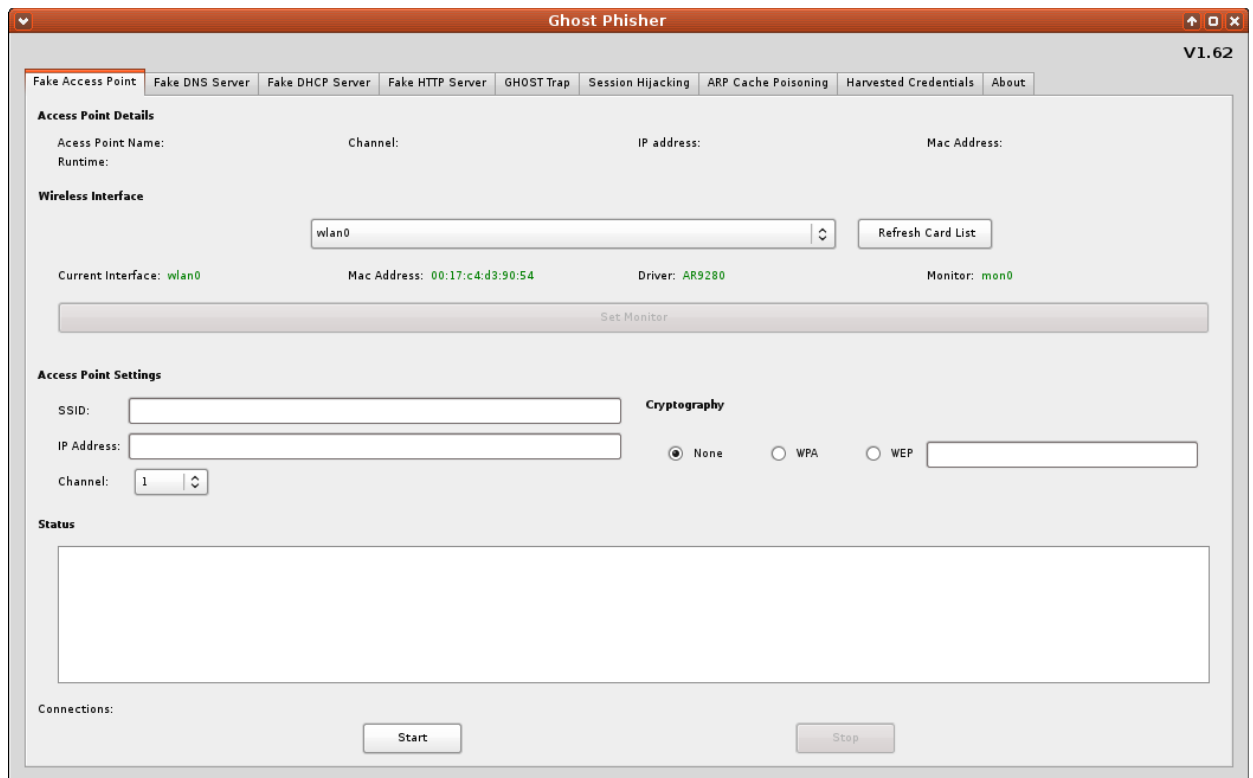 Ghost Phisher
V1.62
Fake Access Point Fake DNS Server Fake DHCP Server Fake HTTP Server GHOST Trap Session Hijacking ARP Cache Poisoning Harvested Credentials About
Access Point Details
Acess Point Name: Channel: IP address: Mac Address:
Runtime:
Wireless Interface
wlan0 Refresh Card List
Current Interface: wlan0 Mac Address: 00:17:c4:d3:90:54 Driver: AR9280 Monitor: mon0
Set Monitor
Access Point Settings
SSID:
Cryptography
IP Address:
None WPA WEP
Channel: 1
Status
Connections:
Start Stop